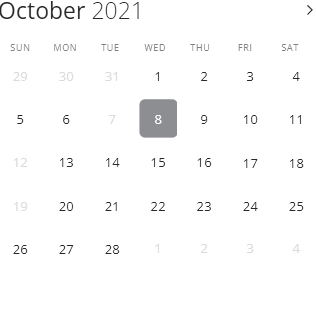 October 2021
SUN MON TUE WED THU FRI SAT
29 30 31 1 2 3 4
5 6 7 8 9 10 11
12 13 14 15 16 17 18
19 20 21 22 23 24 25
26 27 28 1 2 3 4